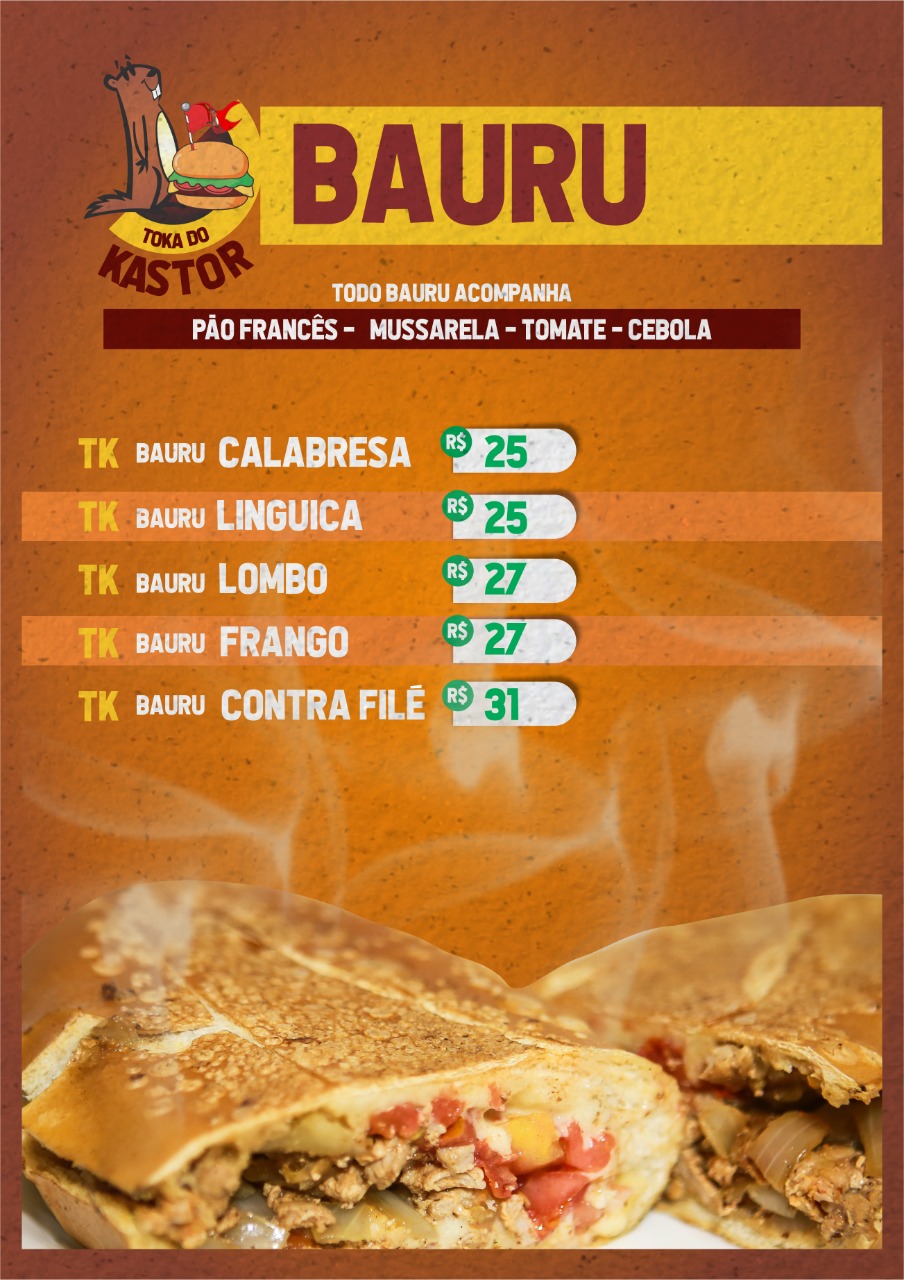 BAURU
TOKA DO
KASTOR
TODO BAURU ACOMPANHA
PÃO FRANCÊS - MUSSARELA - TOMATE - CEBOLA
TK BAURU CALABRESA R$ 25
TK BAURU LINGUICA R$ 25
TK BAURU LOMBO R$ 27
TK BAURU FRANGO R$ 27
TK BAURU CONTRA FILÉ R$ 31